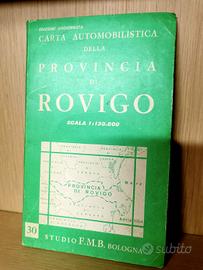 EDIZIONE AGGIORNATA
CARTA AUTOMOBILISTICA
DELLA
PROVINCIA
DI
ROVIGO
SCALA 1:130.000
PROVINCIA
DI ROVIGO
MARE
30
STUDIO F.M.B. BOLOGNA
subito